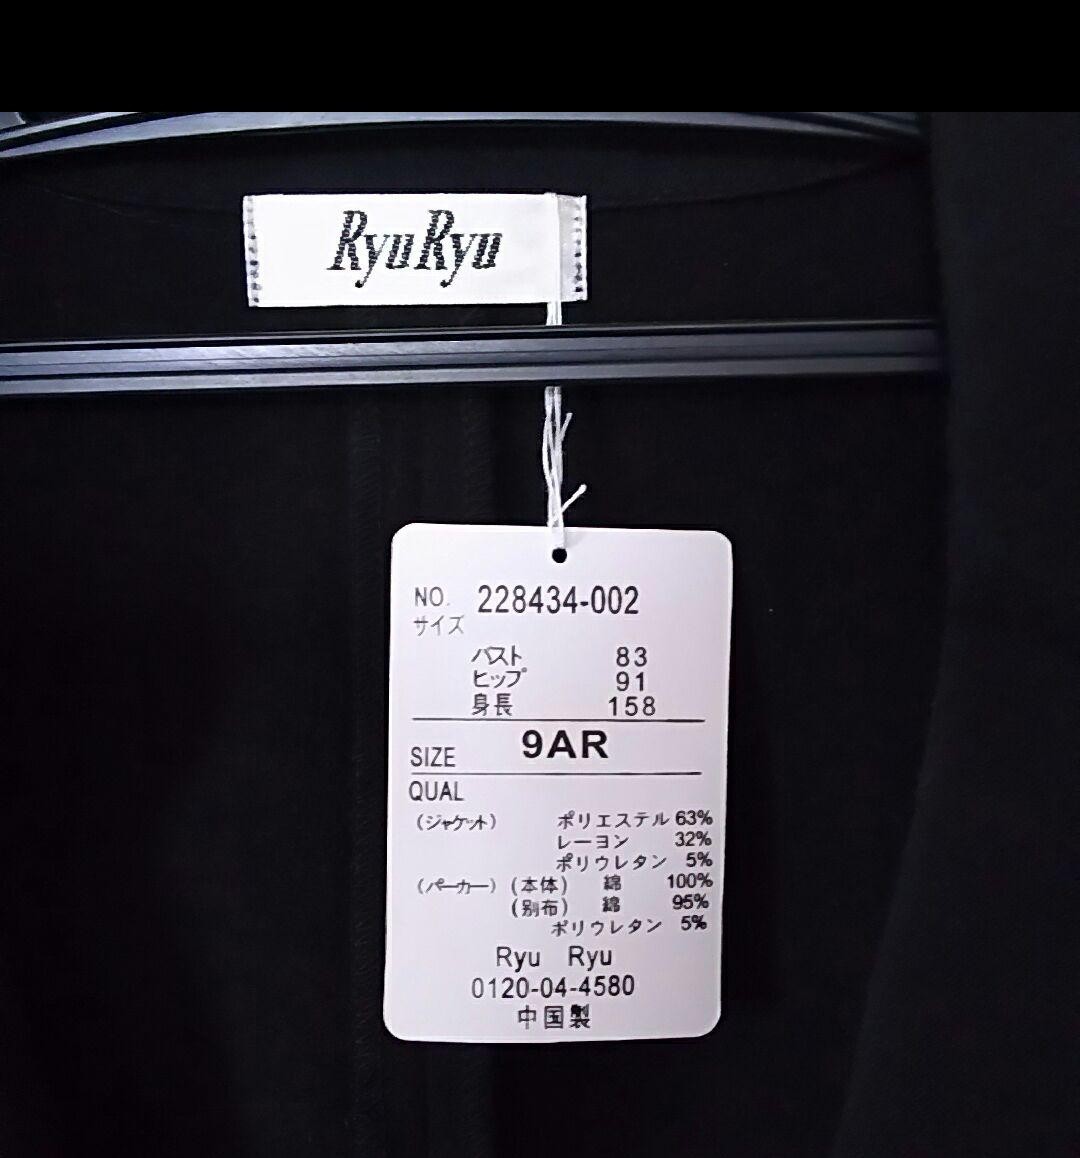 RyuRyu
NO. 228434-002
サイズ
バスト 83
ヒップ 91
身長 158
SIZE 9AR
QUAL
(ジャケット) ポリエステル 63%
レーヨン 32%
ポリウレタン 5%
(パーカー) (本体) 綿 100%
(別布) 綿 95%
ポリウレタン 5%
Ryu Ryu
0120-04-4580
中国製